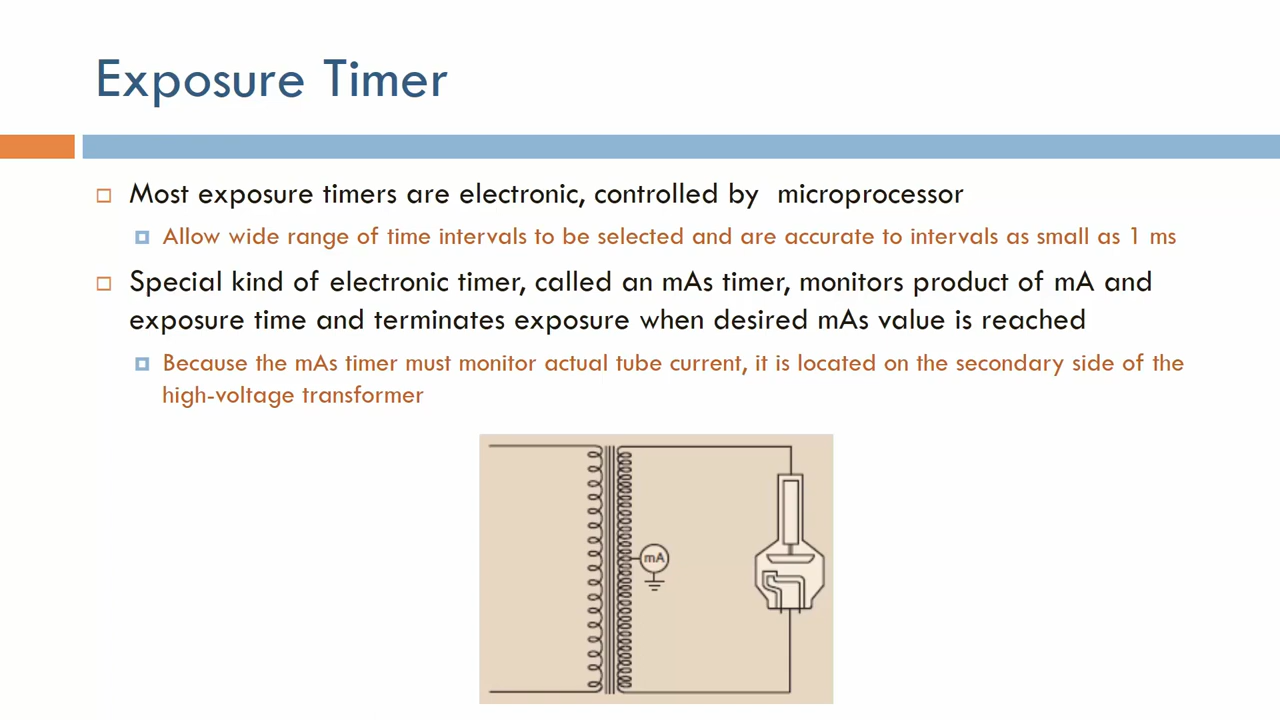 Exposure Timer
Most exposure timers are electronic, controlled by  microprocessor
Allow wide range of time intervals to be selected and are accurate to intervals as small as 1 ms
Special kind of electronic timer, called an mAs timer, monitors product of mA and
exposure time and terminates exposure when desired mAs value is reached
Because the mAs timer must monitor actual tube current, it is located on the secondary side of the
high-voltage transformer
mA